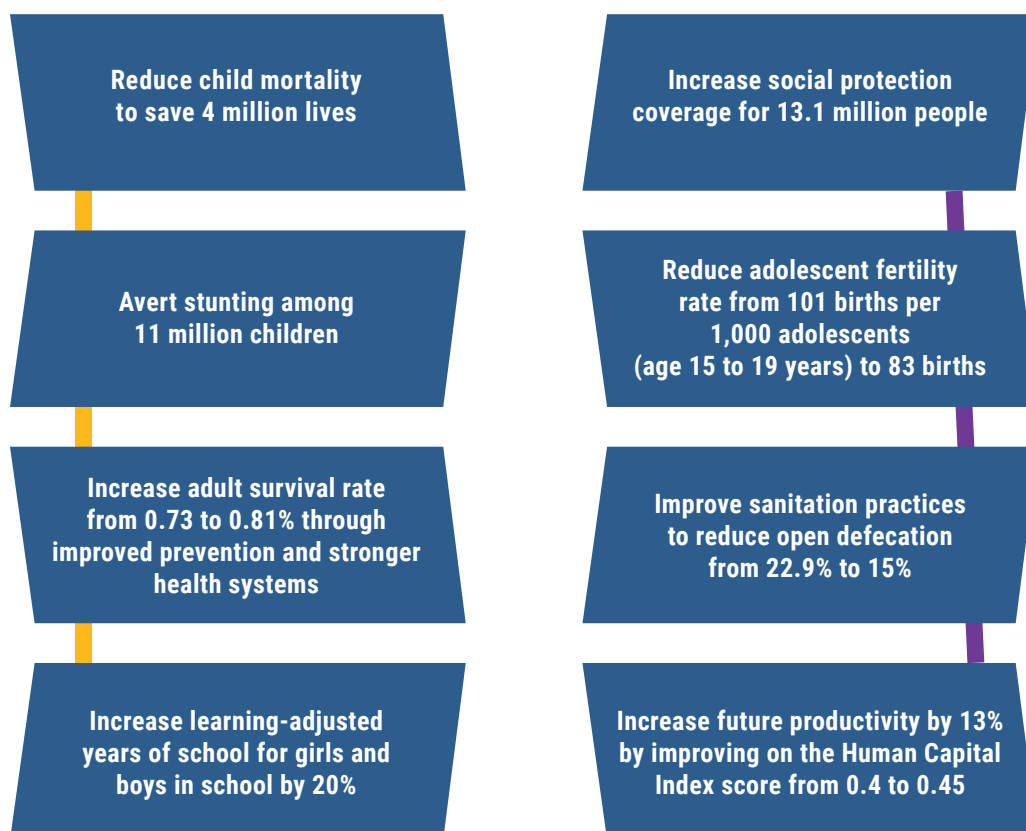 Reduce child mortality
to save 4 million lives
Avert stunting among
11 million children
Increase adult survival rate
from 0.73 to 0.81% through
improved prevention and stronger
health systems
Increase learning-adjusted
years of school for girls and
boys in school by 20%
Increase social protection
coverage for 13.1 million people
Reduce adolescent fertility
rate from 101 births per
1,000 adolescents
(age 15 to 19 years) to 83 births
Improve sanitation practices
to reduce open defecation
from 22.9% to 15%
Increase future productivity by 13%
by improving on the Human Capital
Index score from 0.4 to 0.45